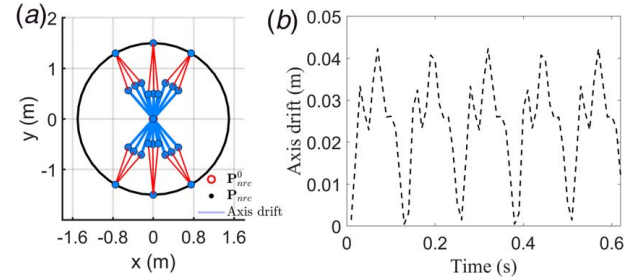 (a)
2
1
0
-1
y (m)
-1.6 -0.8 0 0.8 1.6
x (m)
P⁰nrc
Pnrc
Axis drift
(b)
0.05
0.04
0.03
0.02
0.01
0
Axis drift (m)
0 0.2 0.4 0.6
Time (s)